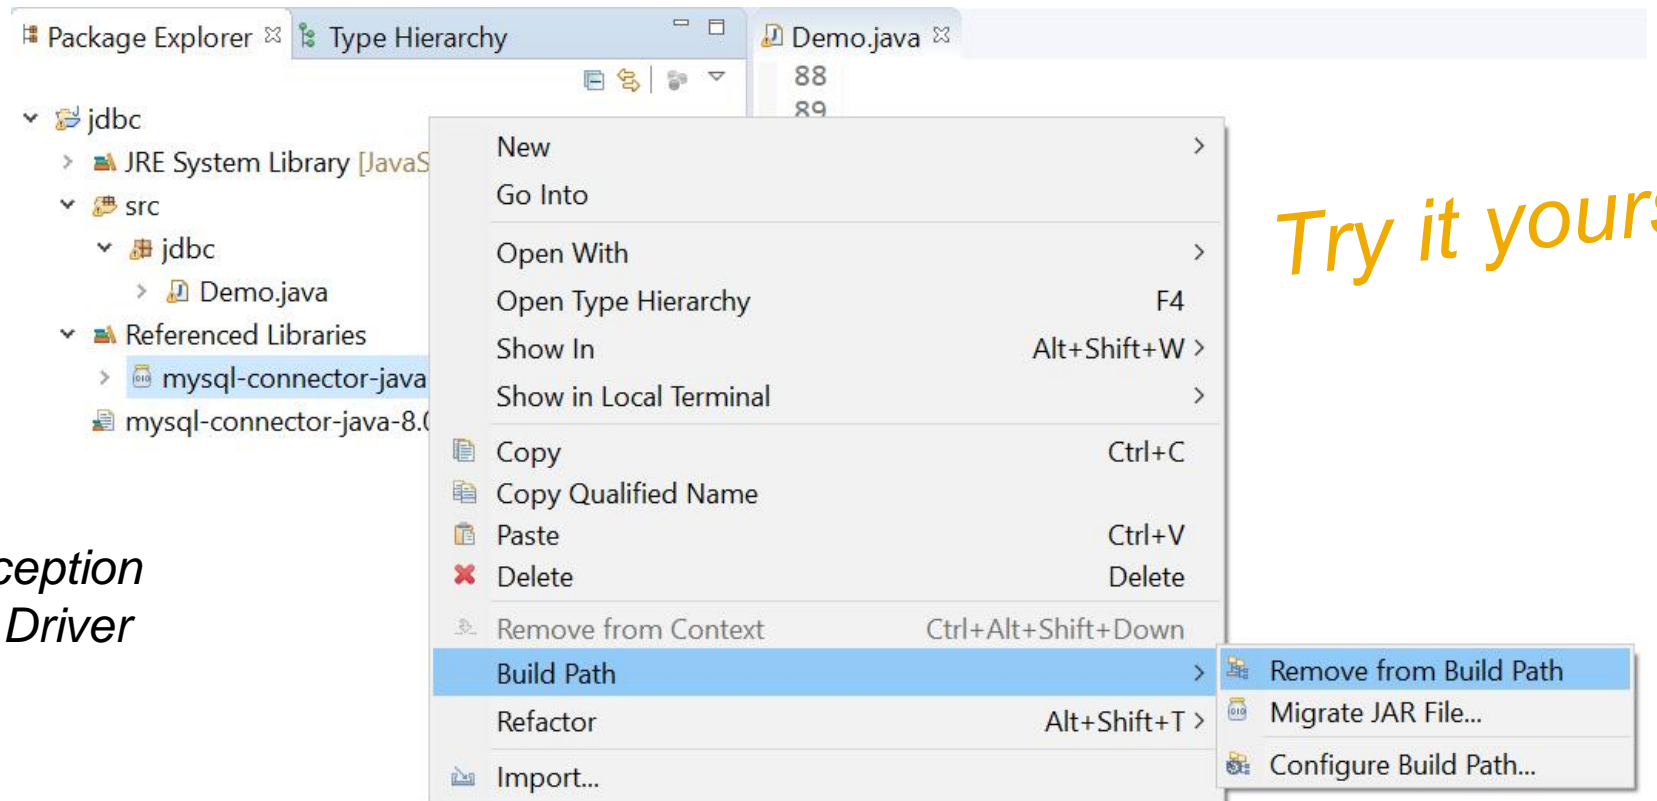 Package Explorer
Type Hierarchy
Demo.java
88
89
jdbc
JRE System Library [JavaS
src
jdbc
Demo.java
Referenced Libraries
mysql-connector-java
mysql-connector-java-8.0
New
Go Into
Open With
Open Type Hierarchy F4
Show In Alt+Shift+W
Show in Local Terminal
Copy Ctrl+C
Copy Qualified Name
Paste Ctrl+V
Delete Delete
Remove from Context Ctrl+Alt+Shift+Down
Build Path
Refactor Alt+Shift+T
Import...
Remove from Build Path
Migrate JAR File...
Configure Build Path...
Try it yours
ception
Driver